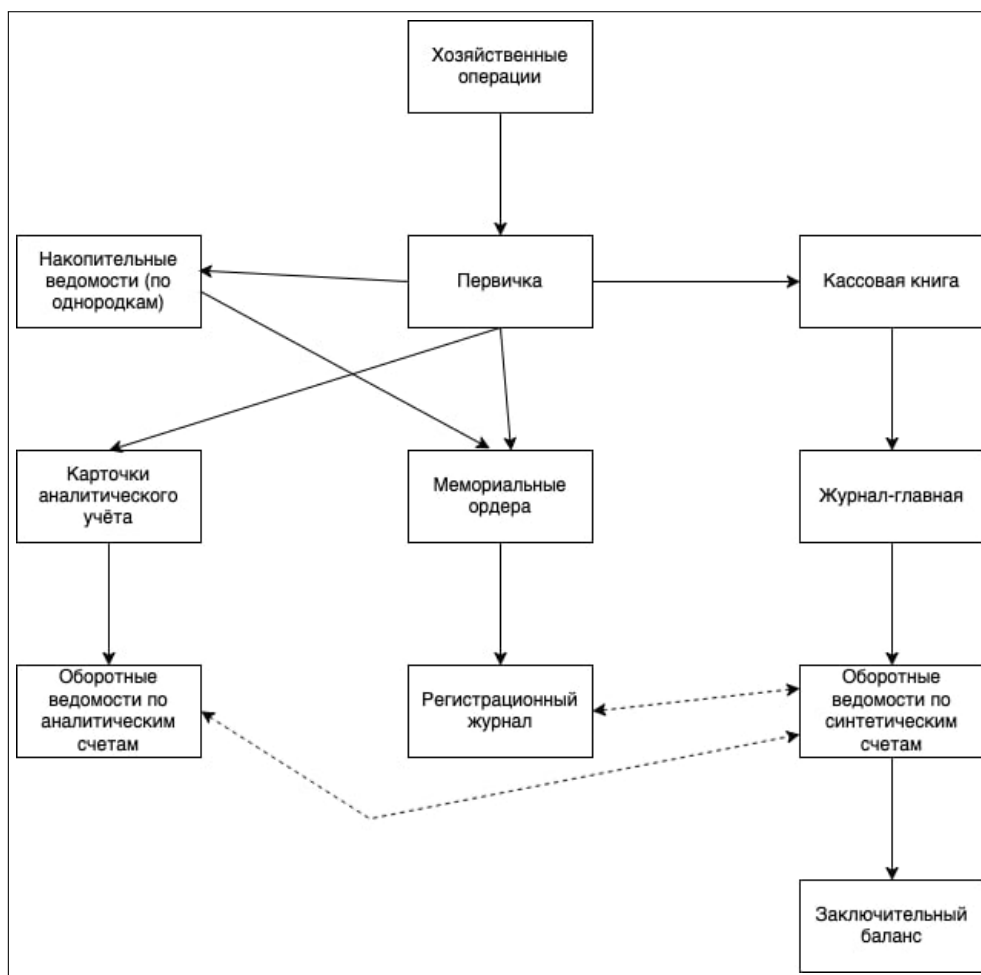 Хозяйственные
операции
Накопительные
ведомости (по
однородкам)
Первичка
Кассовая книга
Карточки
аналитического
учёта
Мемориальные
ордера
Журнал-главная
Оборотные
ведомости по
аналитическим
счетам
Регистрационный
журнал
Оборотные
ведомости по
синтетическим
счетам
Заключительный
баланс